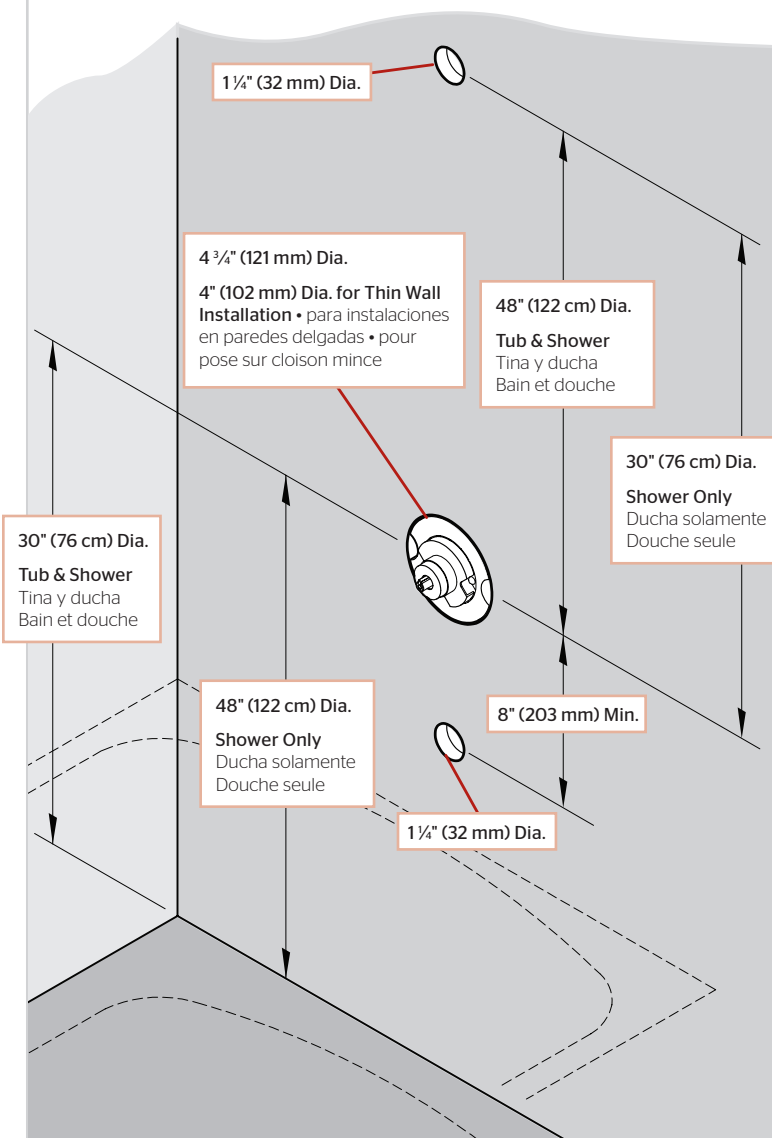 1 ¼" (32 mm) Dia.
4 ¾" (121 mm) Dia.
4" (102 mm) Dia. for Thin Wall
Installation • para instalaciones
en paredes delgadas • pour
pose sur cloison mince
48" (122 cm) Dia.
Tub & Shower
Tina y ducha
Bain et douche
30" (76 cm) Dia.
Shower Only
Ducha solamente
Douche seule
30" (76 cm) Dia.
Tub & Shower
Tina y ducha
Bain et douche
48" (122 cm) Dia.
Shower Only
Ducha solamente
Douche seule
8" (203 mm) Min.
1 ¼" (32 mm) Dia.